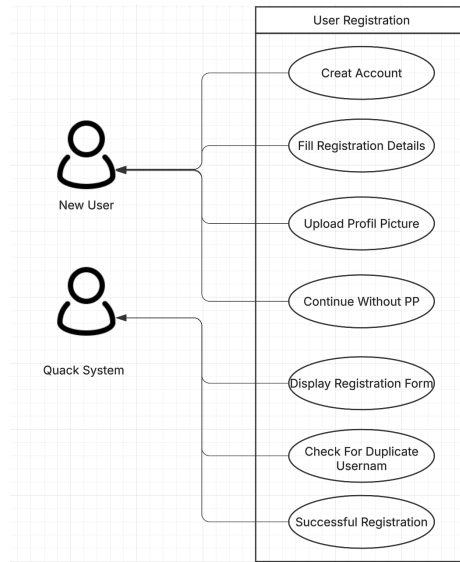 User Registration
Creat Account
Fill Registration Details
New User
Upload Profil Picture
Continue Without PP
Quack System
Display Registration Form
Check For Duplicate
Usernam
Successful Registration